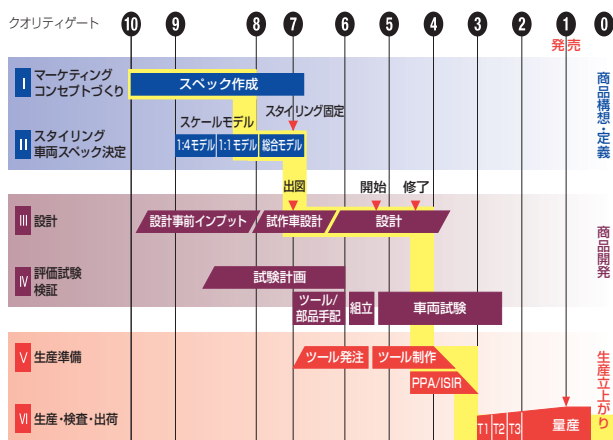 クオリティゲート
10 9 8 7 6 5 4 3 2 1 0
発売
I マーケティング
コンセプトづくり
スペック作成
商品構想・定義
スタイリング固定
スケールモデル
II スタイリング
車両スペック決定
1:4モデル 1:1モデル 総合モデル
出図 開始 修了
III 設計
設計事前インプット 試作車設計 設計
商品開発
IV 評価試験
検証
試験計画
ツール/
部品手配
組立 車両試験
V 生産準備
ツール発注 ツール制作
PPA/ISIR
生産立上がり
VI 生産・検査・出荷
T1 T2 T3 量産